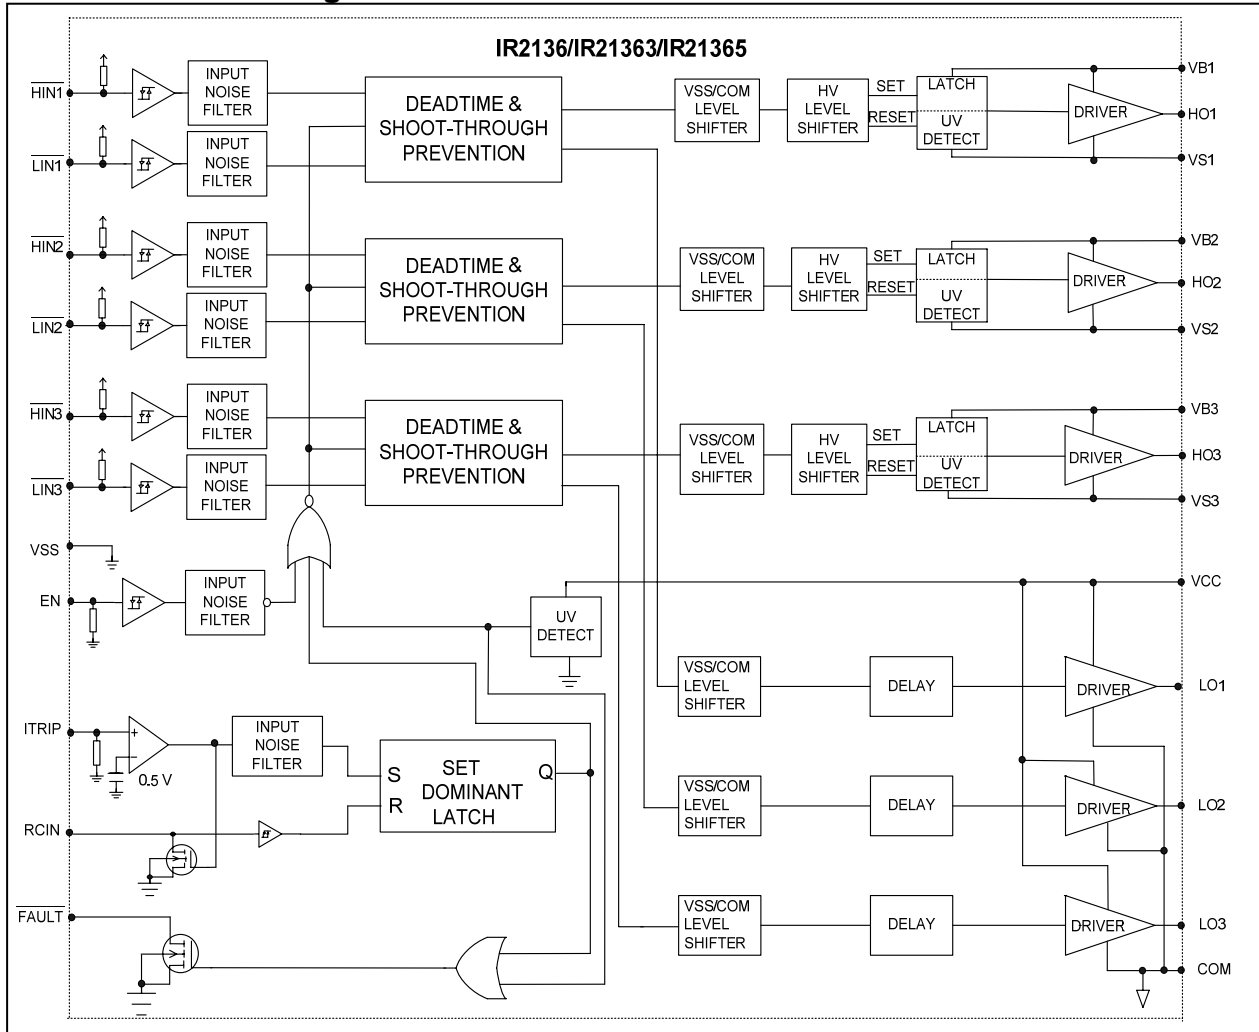 IR2136/IR21363/IR21365
HIN1
INPUT
NOISE
FILTER
LIN1
INPUT
NOISE
FILTER
DEADTIME &
SHOOT-THROUGH
PREVENTION
VSS/COM
LEVEL
SHIFTER
HV
LEVEL
SHIFTER
SET
RESET
LATCH
UV
DETECT
DRIVER
VB1
HO1
VS1
HIN2
INPUT
NOISE
FILTER
LIN2
INPUT
NOISE
FILTER
DEADTIME &
SHOOT-THROUGH
PREVENTION
VSS/COM
LEVEL
SHIFTER
HV
LEVEL
SHIFTER
SET
RESET
LATCH
UV
DETECT
DRIVER
VB2
HO2
VS2
HIN3
INPUT
NOISE
FILTER
LIN3
INPUT
NOISE
FILTER
DEADTIME &
SHOOT-THROUGH
PREVENTION
VSS/COM
LEVEL
SHIFTER
HV
LEVEL
SHIFTER
SET
RESET
LATCH
UV
DETECT
DRIVER
VB3
HO3
VS3
VSS
EN
INPUT
NOISE
FILTER
UV
DETECT
VCC
VSS/COM
LEVEL
SHIFTER
DELAY
DRIVER
LO1
ITRIP
+
−
0.5 V
INPUT
NOISE
FILTER
S
R
SET
DOMINANT
LATCH
Q
RCIN
VSS/COM
LEVEL
SHIFTER
DELAY
DRIVER
LO2
FAULT
VSS/COM
LEVEL
SHIFTER
DELAY
DRIVER
LO3
COM